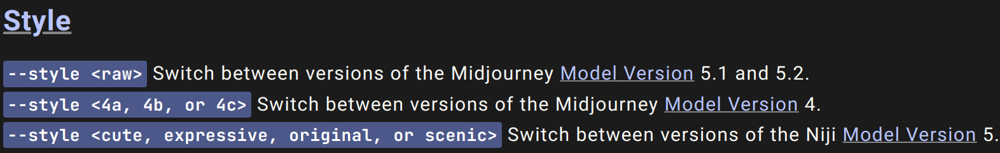 Style
--style <raw> Switch between versions of the Midjourney Model Version 5.1 and 5.2.
--style <4a, 4b, or 4c> Switch between versions of the Midjourney Model Version 4.
--style <cute, expressive, original, or scenic> Switch between versions of the Niji Model Version 5.